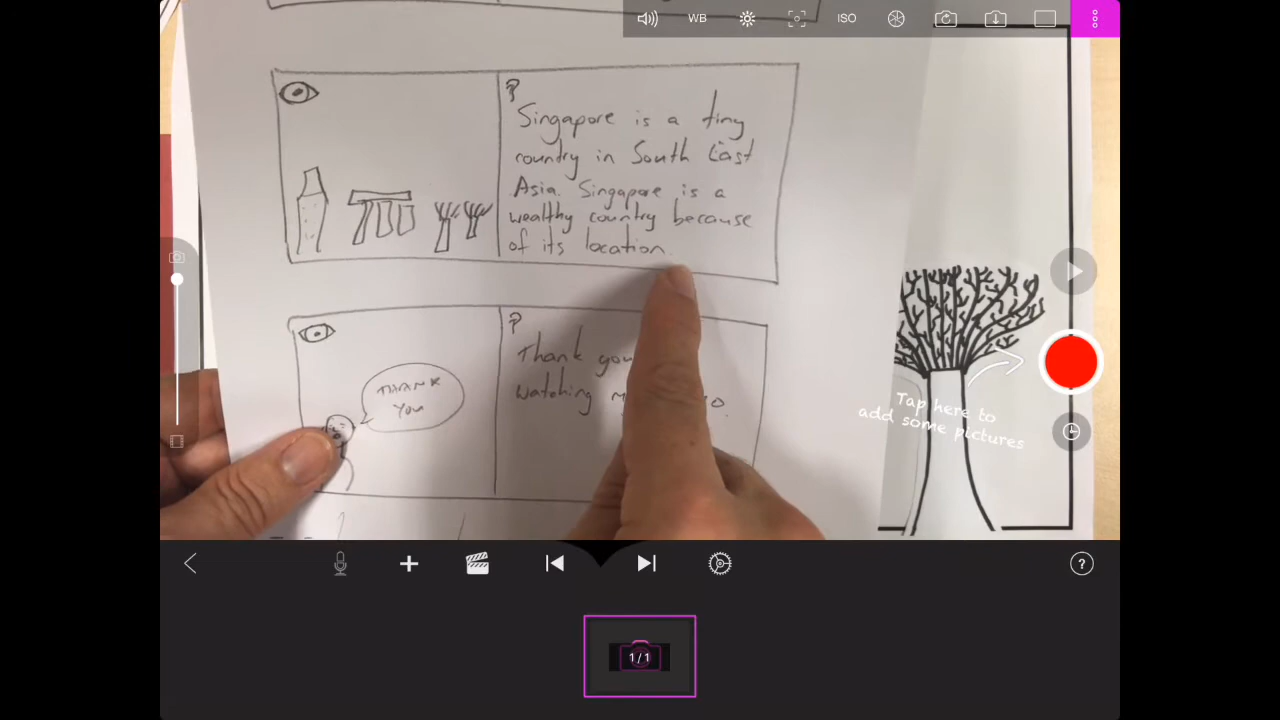 WB
ISO
Singapore is a tiny
country in South East
Asia. Singapore is a
wealthy country because
of its location.
THANK
YOU
Thank you
watching
Tap here to
add some pictures
?
1/1